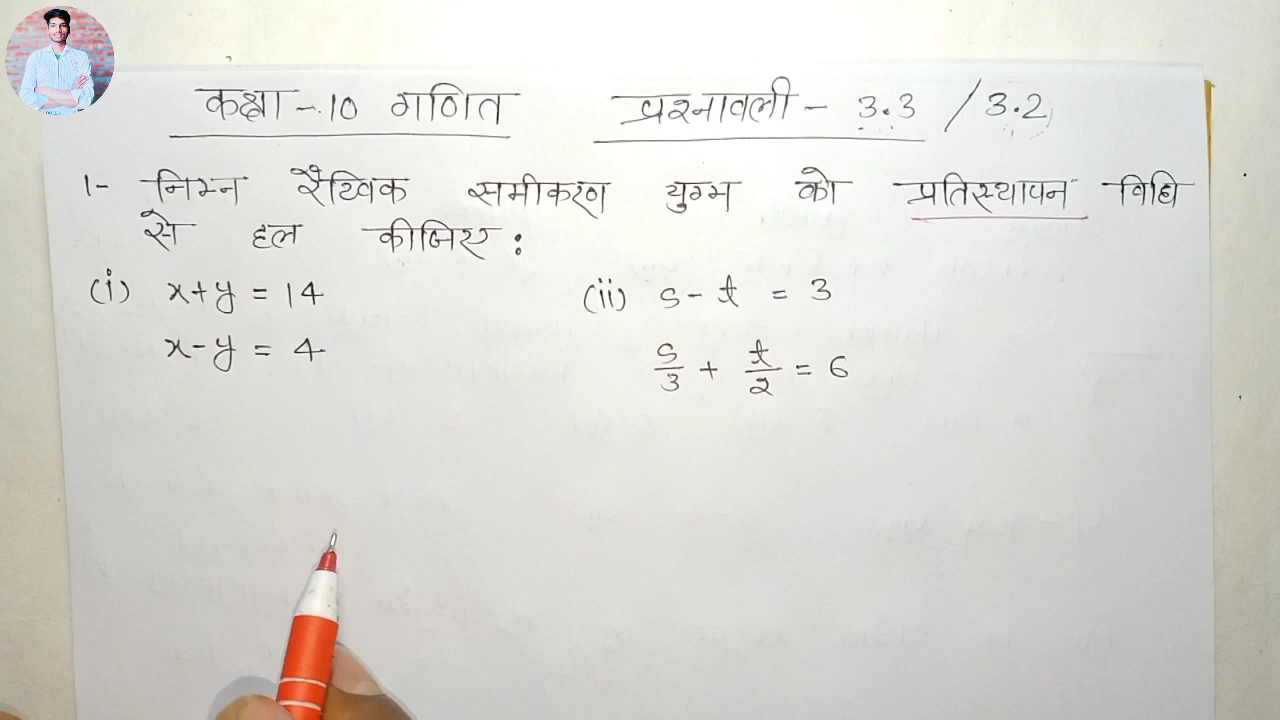 कक्षा - 10 गणित प्रश्नावली - 3.3 / 3.2
1- निम्न रैखिक समीकरण युग्म को प्रतिस्थापन विधि
से हल कीजिए :
(i) x+y = 14 (ii) s - t = 3
x-y = 4
s/3 + t/2 = 6